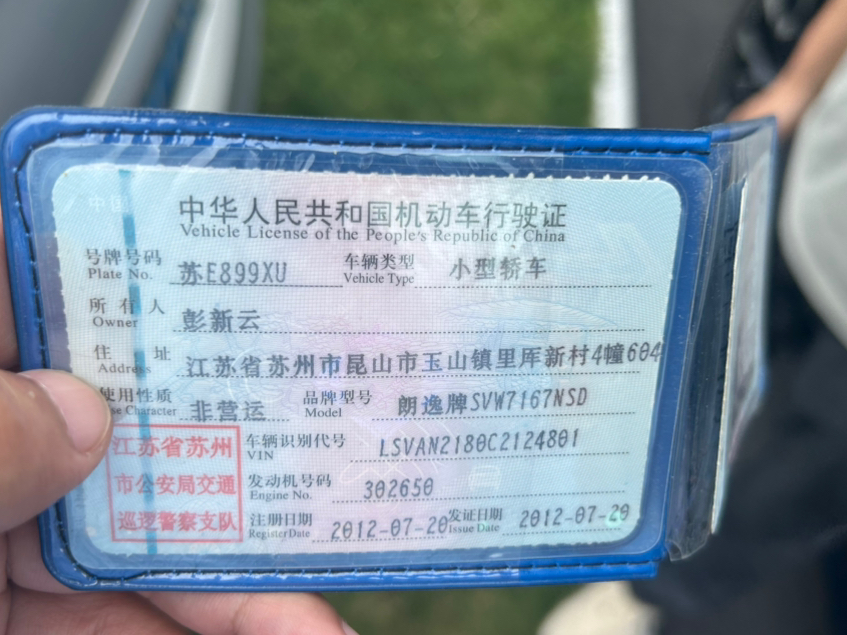 中国
中华人民共和国机动车行驶证
Vehicle License of the People's Republic of China
号牌号码 苏E899XU 车辆类型 小型轿车
Plate No. Vehicle Type
所有人 彭新云
Owner
住址 江苏省苏州市昆山市玉山镇里厍新村4幢604
Address
使用性质 非营运 品牌型号 朗逸牌SVW7167NSD
Use Character Model
江苏省苏州 车辆识别代号 LSVAN2180C2124801
VIN
市公安局交通 发动机号码 302650
Engine No.
巡逻警察支队 注册日期 2012-07-20 发证日期 2012-07-20
Register Date Issue Date